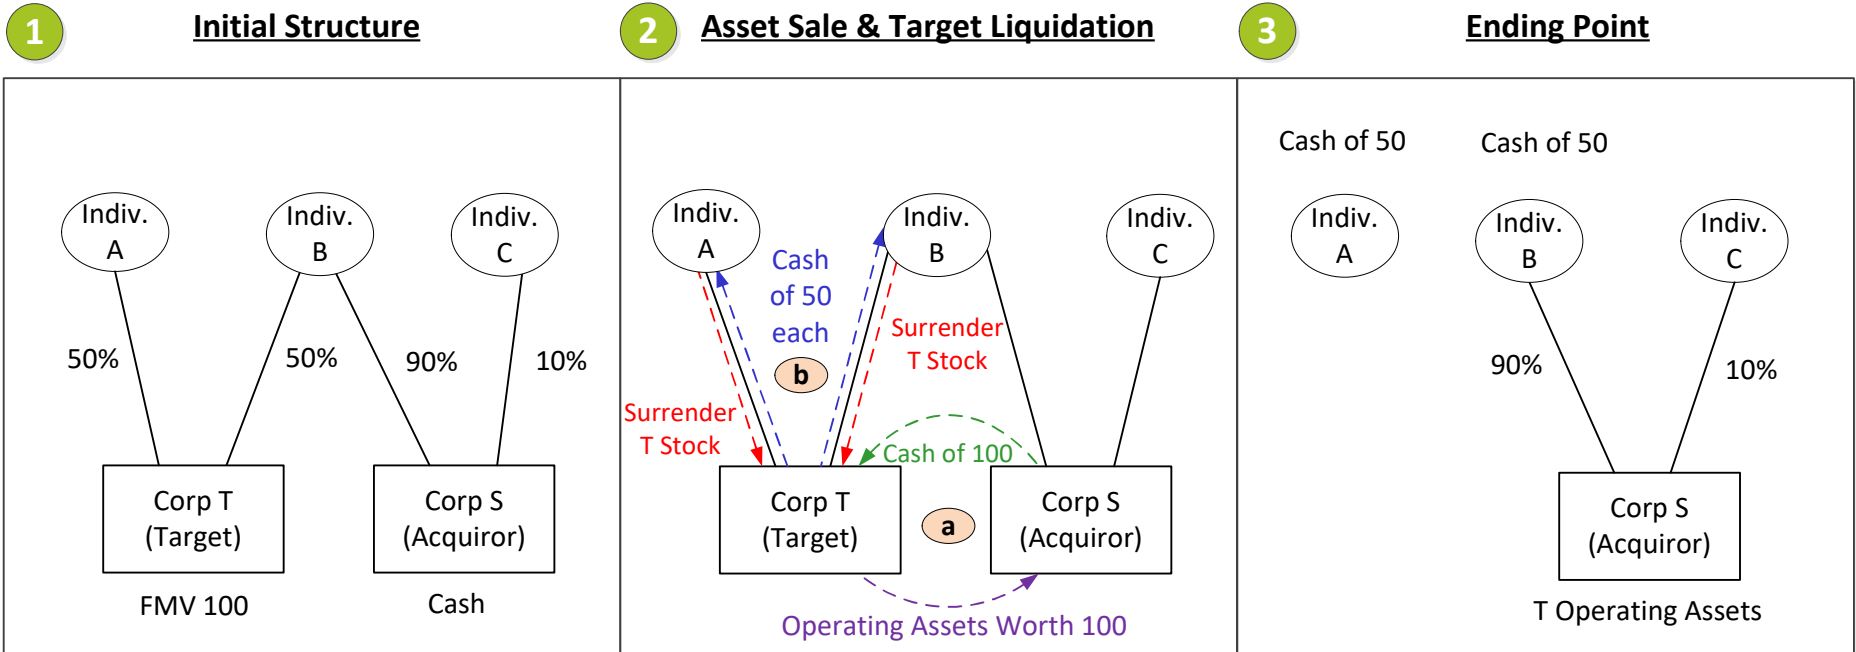 1
Initial Structure
2
Asset Sale & Target Liquidation
3
Ending Point
Indiv.
A
Indiv.
B
Indiv.
C
50%
50%
90%
10%
Corp T
(Target)
Corp S
(Acquiror)
FMV 100
Cash
Indiv.
A
Cash
of 50
each
Indiv.
B
Indiv.
C
b
Surrender
T Stock
Surrender
T Stock
Cash of 100
Corp T
(Target)
a
Corp S
(Acquiror)
Operating Assets Worth 100
Cash of 50
Cash of 50
Indiv.
A
Indiv.
B
Indiv.
C
90%
10%
Corp S
(Acquiror)
T Operating Assets